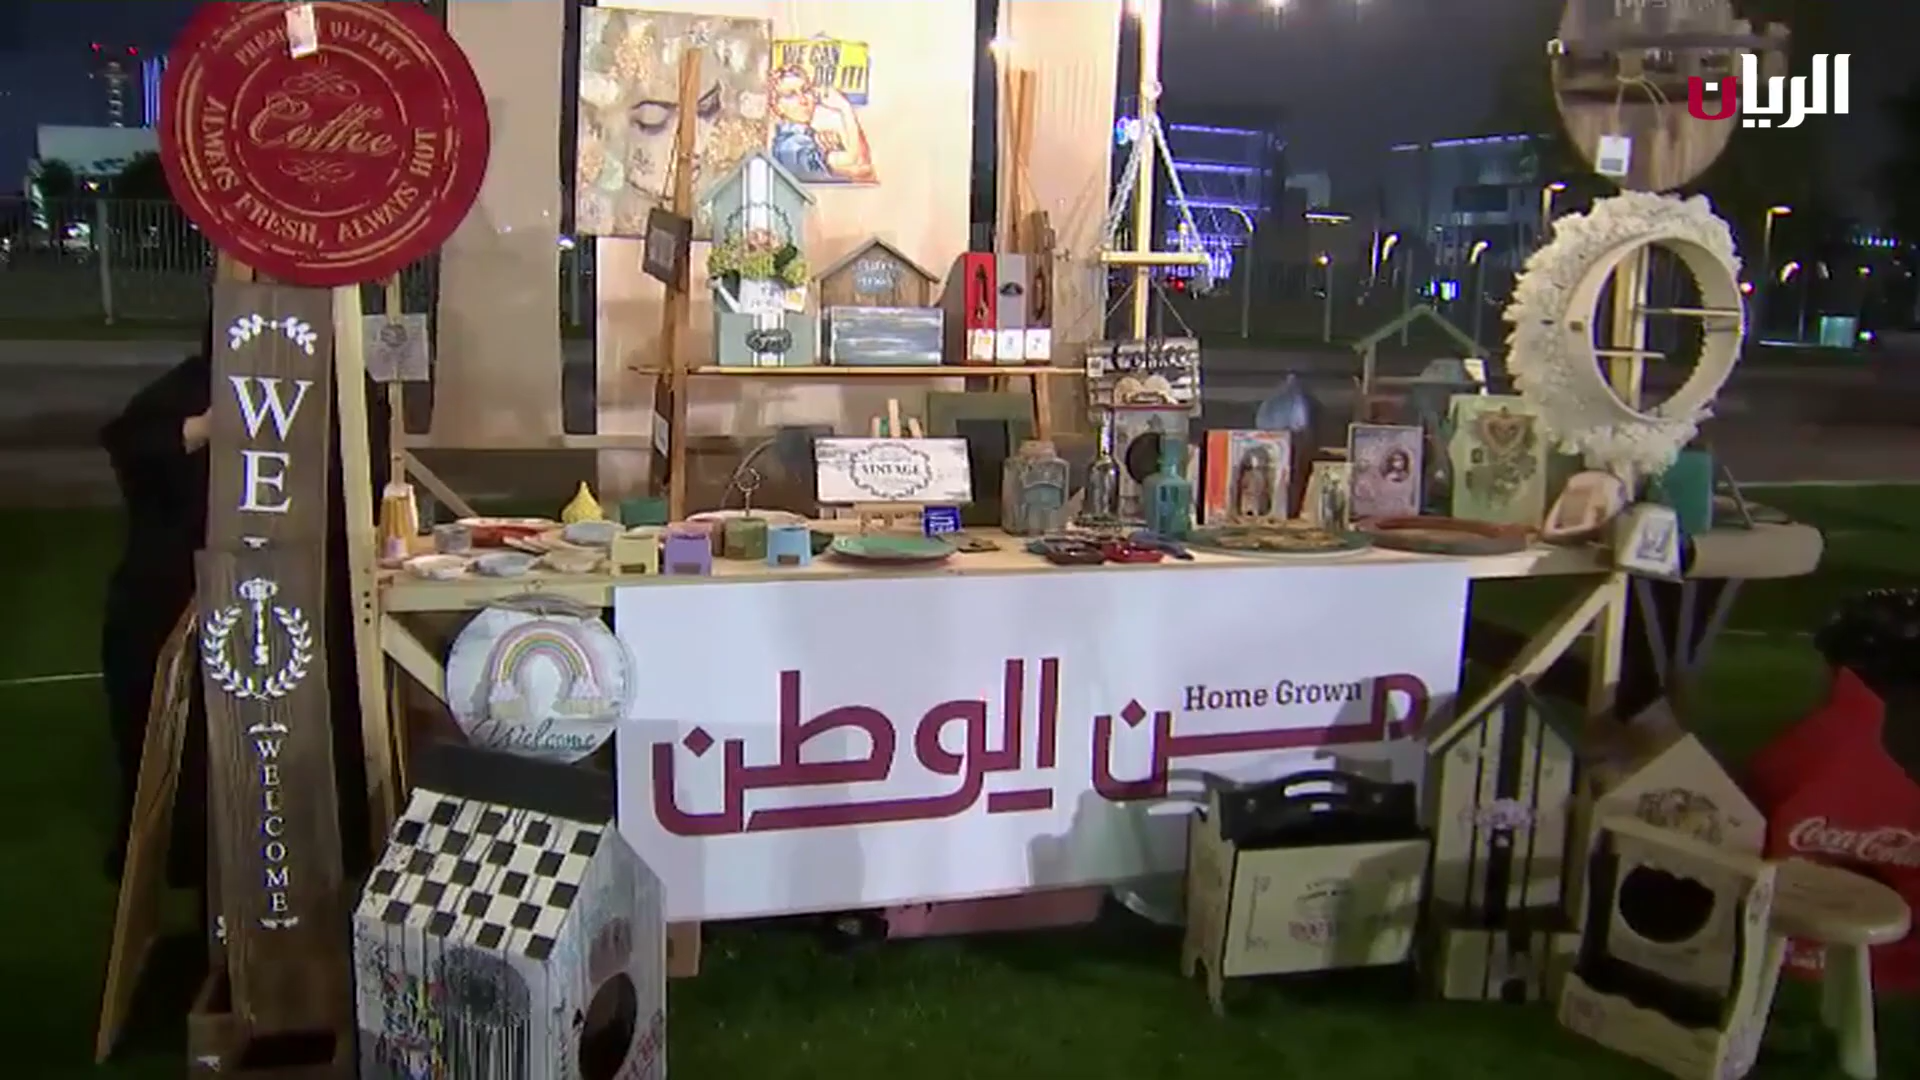 الريان
PREMIUM QUALITY
Coffee
ALWAYS FRESH, ALWAYS HOT
WE CAN
DO IT!
WE
WELCOME
Coffee
VINTAGE
Welcome
من الوطن
Home Grown
Coca-Cola